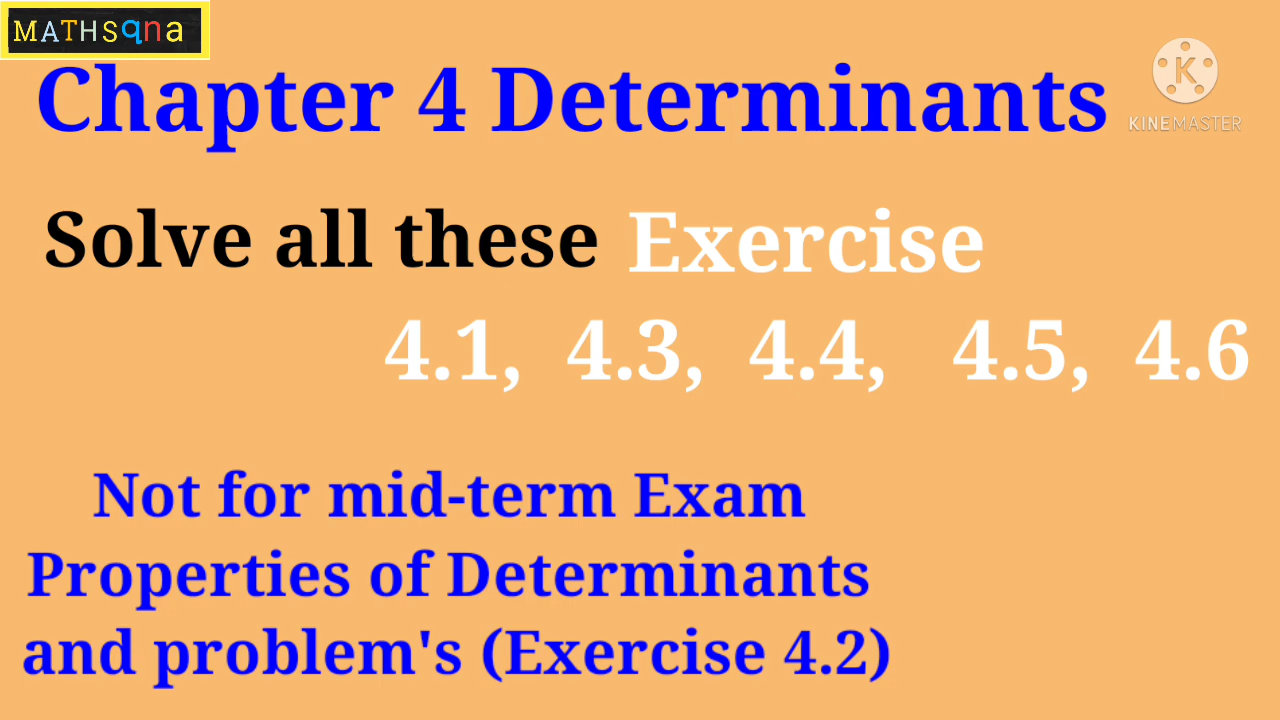 MATHSqna
Chapter 4 Determinants
KINEMASTER
Solve all these Exercise
4.1, 4.3, 4.4, 4.5, 4.6
Not for mid-term Exam
Properties of Determinants
and problem's (Exercise 4.2)